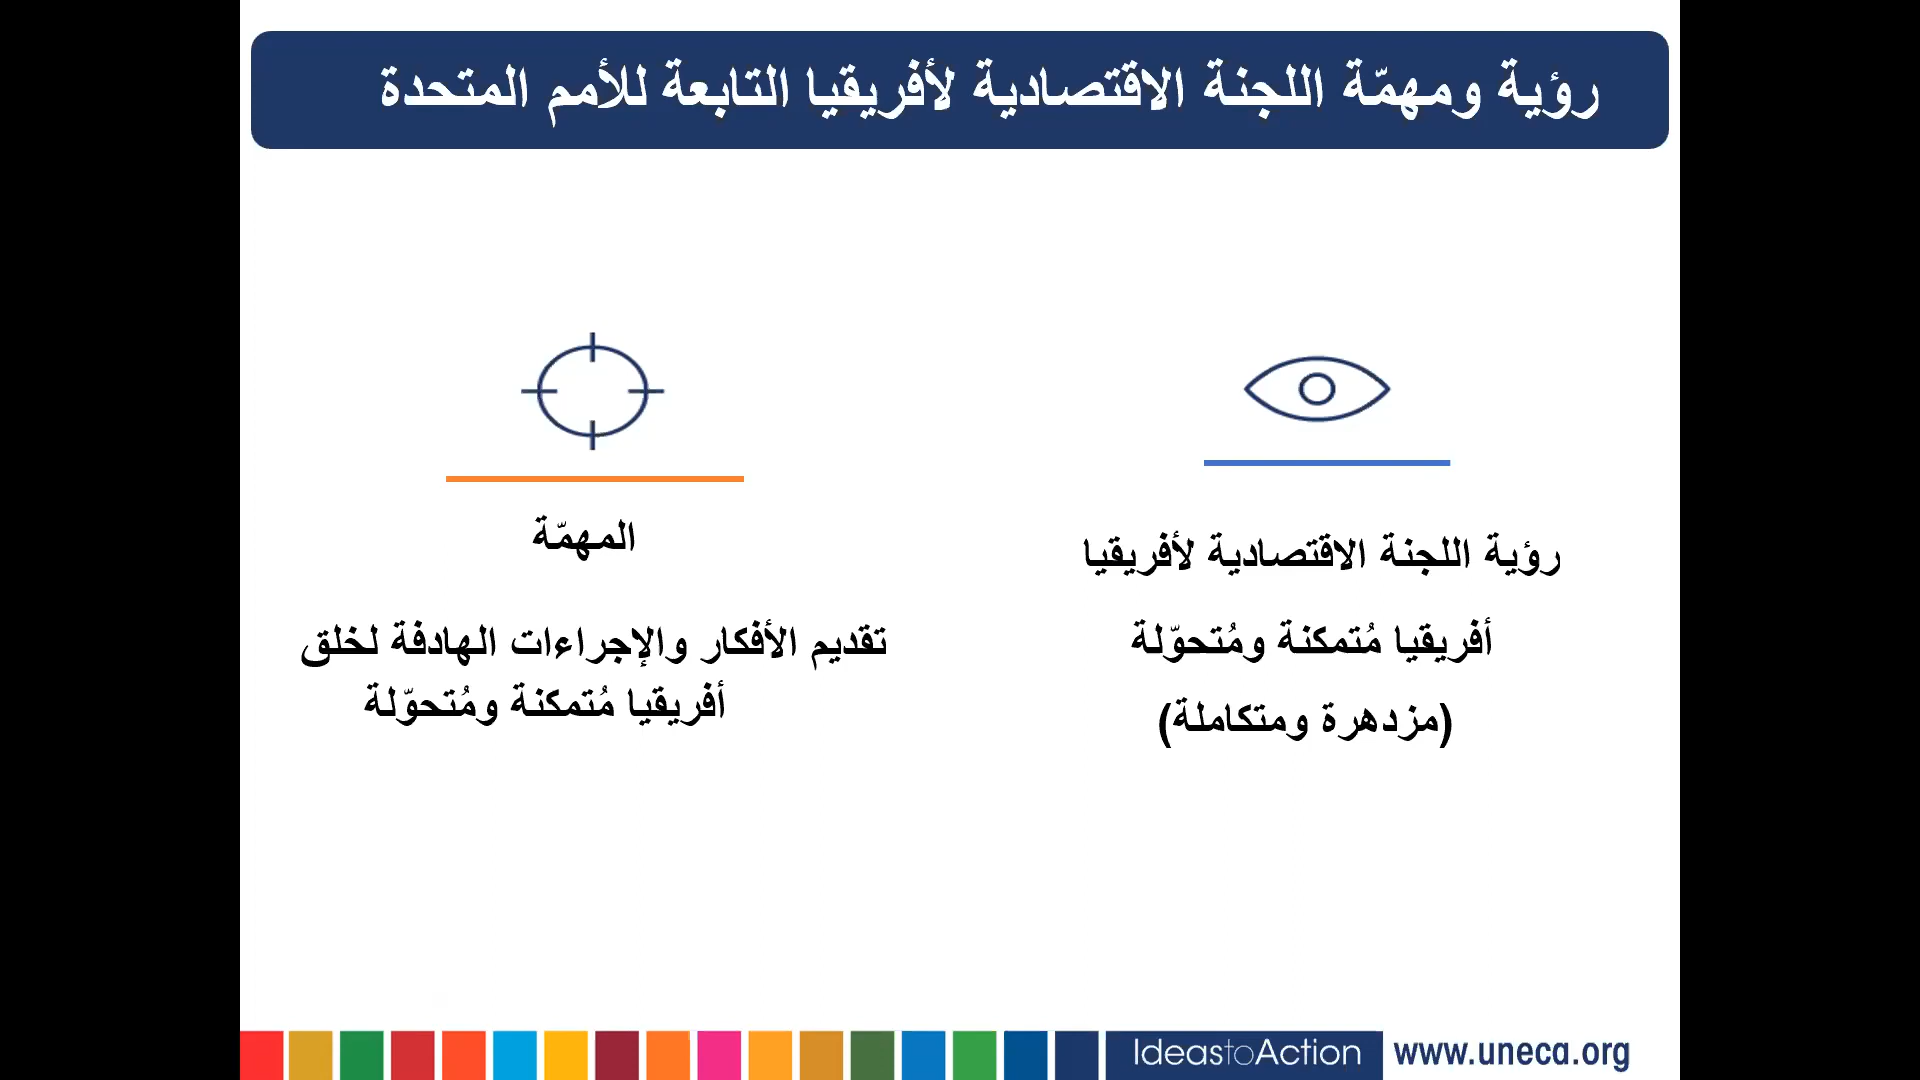 رؤية ومهمّة اللجنة الاقتصادية لأفريقيا التابعة للأمم المتحدة
رؤية اللجنة الاقتصادية لأفريقيا
أفريقيا مُتمكنة ومُتحوّلة
(مزدهرة ومتكاملة)
المهمّة
تقديم الأفكار والإجراءات الهادفة لخلق
أفريقيا مُتمكنة ومُتحوّلة
IdeastoAction
www.uneca.org